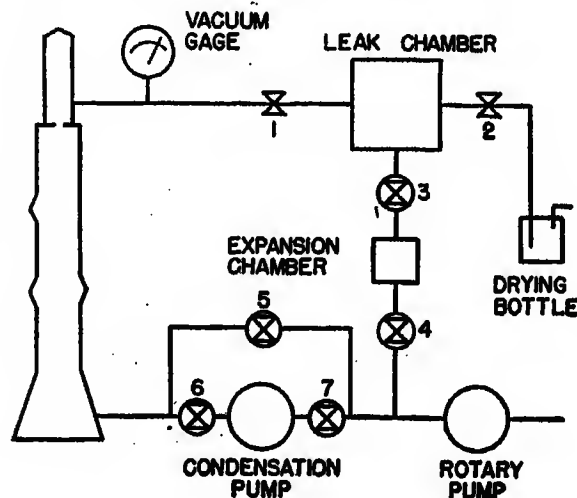 VACUUM
GAGE
LEAK CHAMBER
1
2
3
EXPANSION
CHAMBER
DRYING
BOTTLE
5
4
6
7
CONDENSATION
PUMP
ROTARY
PUMP